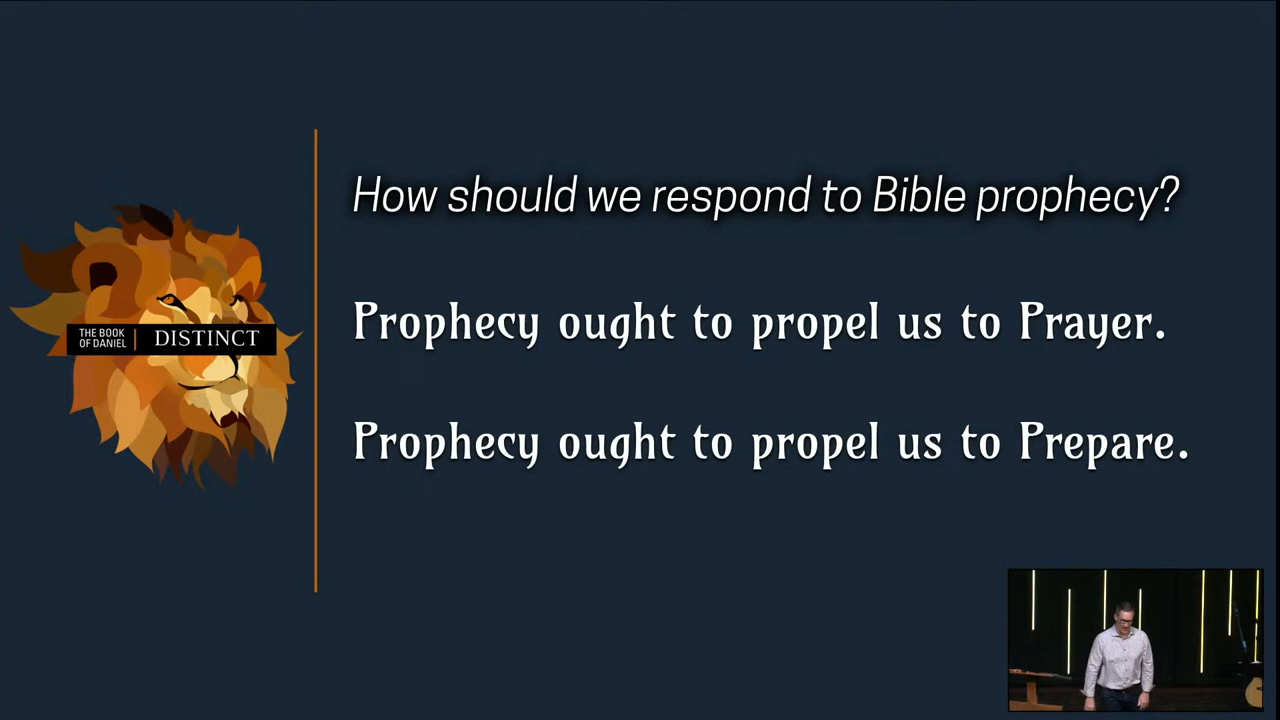 How should we respond to Bible prophecy?
Prophecy ought to propel us to Prayer.
Prophecy ought to propel us to Prepare.
THE BOOK
OF DANIEL
DISTINCT